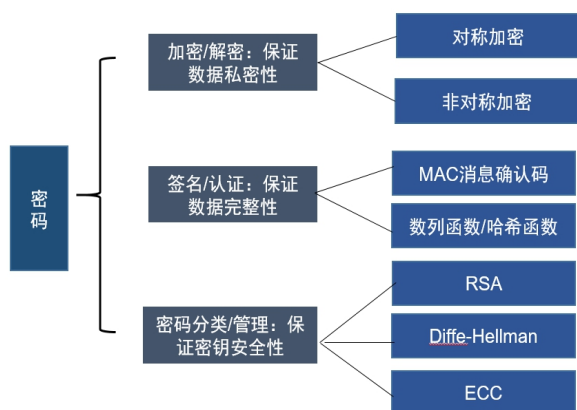 密
码
加密/解密：保证
数据私密性
对称加密
非对称加密
签名/认证：保证
数据完整性
MAC消息确认码
数列函数/哈希函数
密码分类/管理：保
证密钥安全性
RSA
Diffe-Hellman
ECC